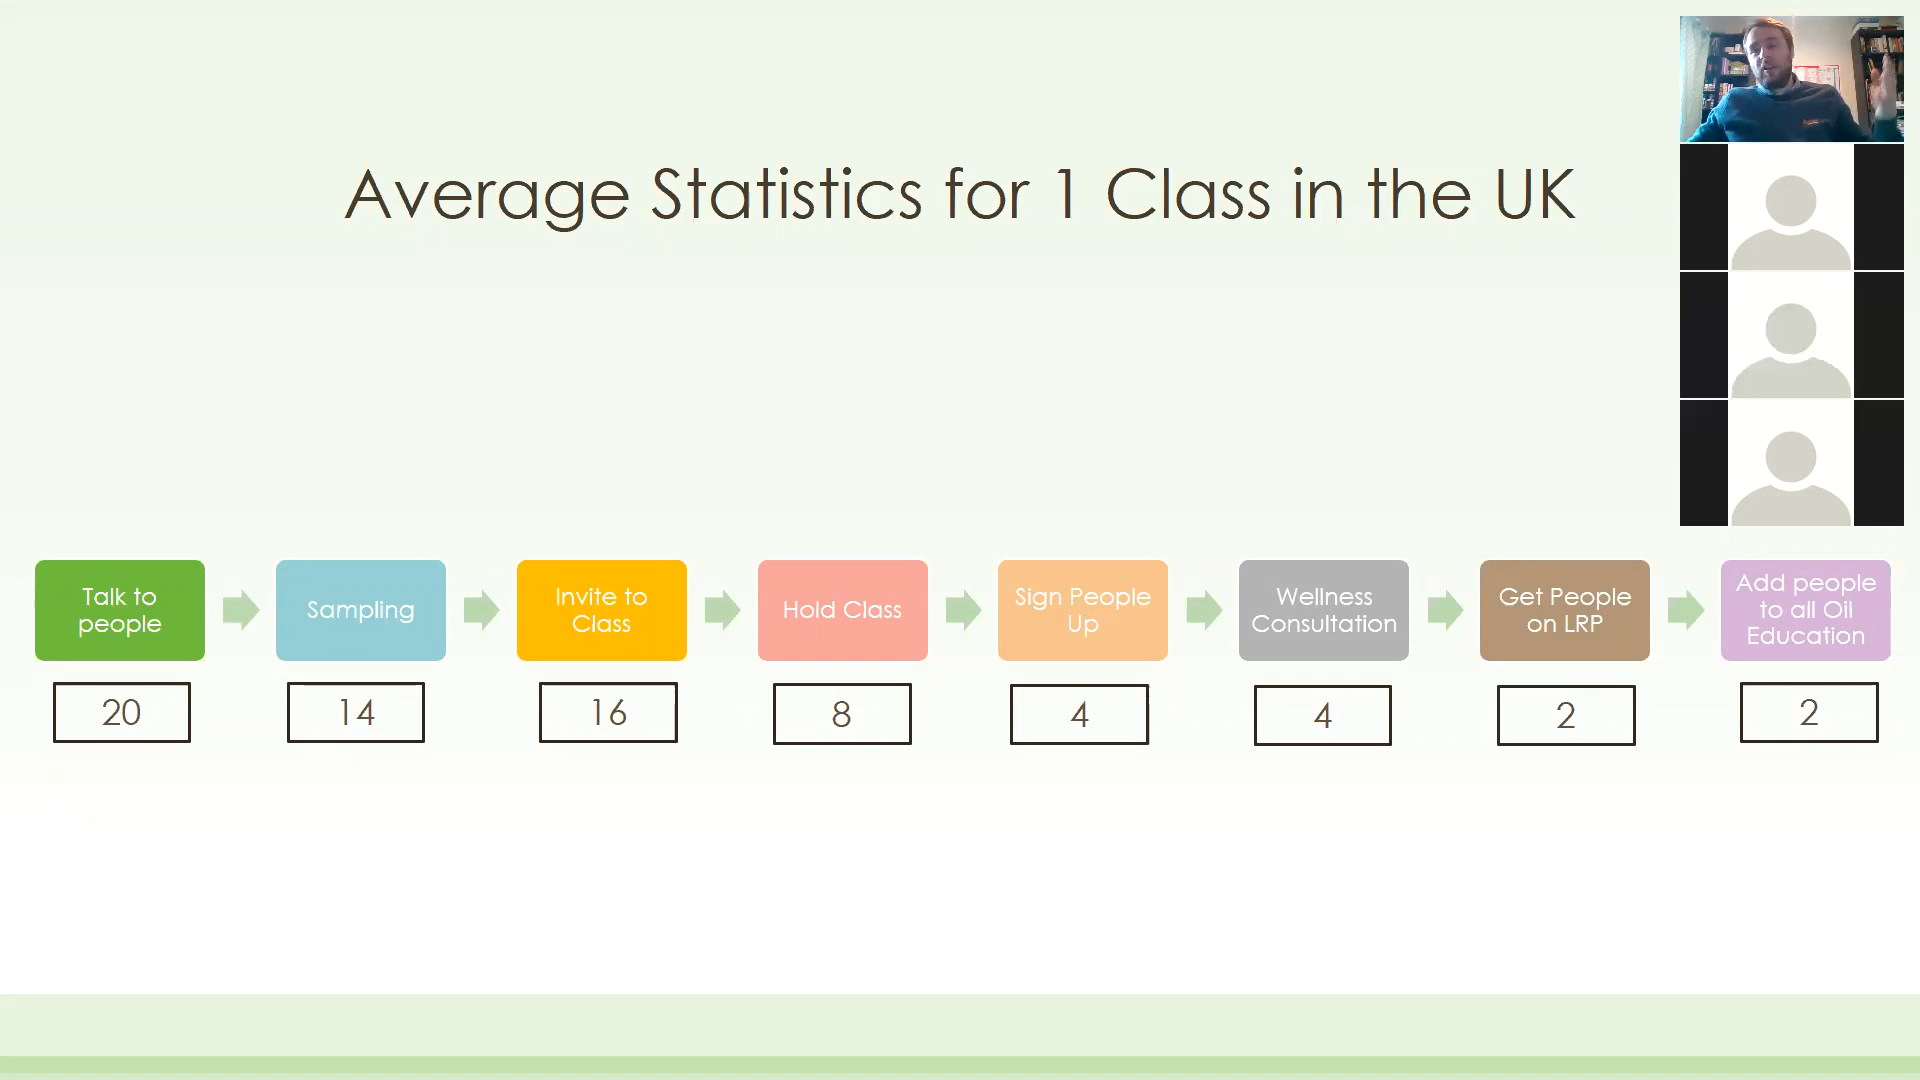 Average Statistics for 1 Class in the UK
Talk to
people
Sampling
Invite to
Class
Hold Class
Sign People
Up
Wellness
Consultation
Get People
on LRP
Add people
to all Oil
Education
20
14
16
8
4
4
2
2